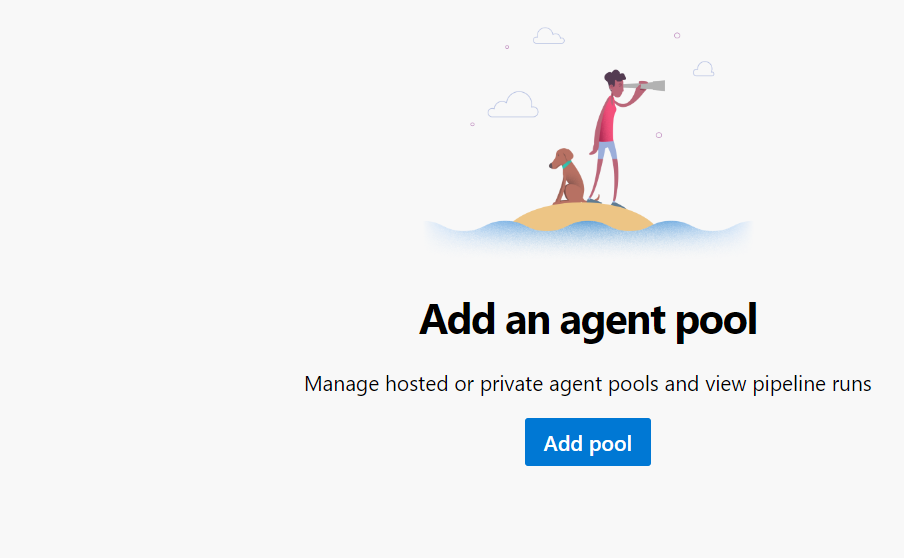 Add an agent pool
Manage hosted or private agent pools and view pipeline runs
Add pool